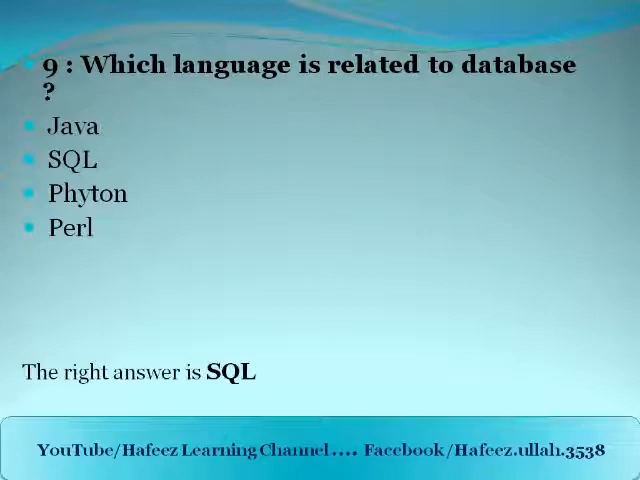 9 : Which language is related to database
?
Java
SQL
Phyton
Perl
The right answer is SQL
YouTube/Hafeez Learning Channel .... Facebook/Hafeez.ullah.3538